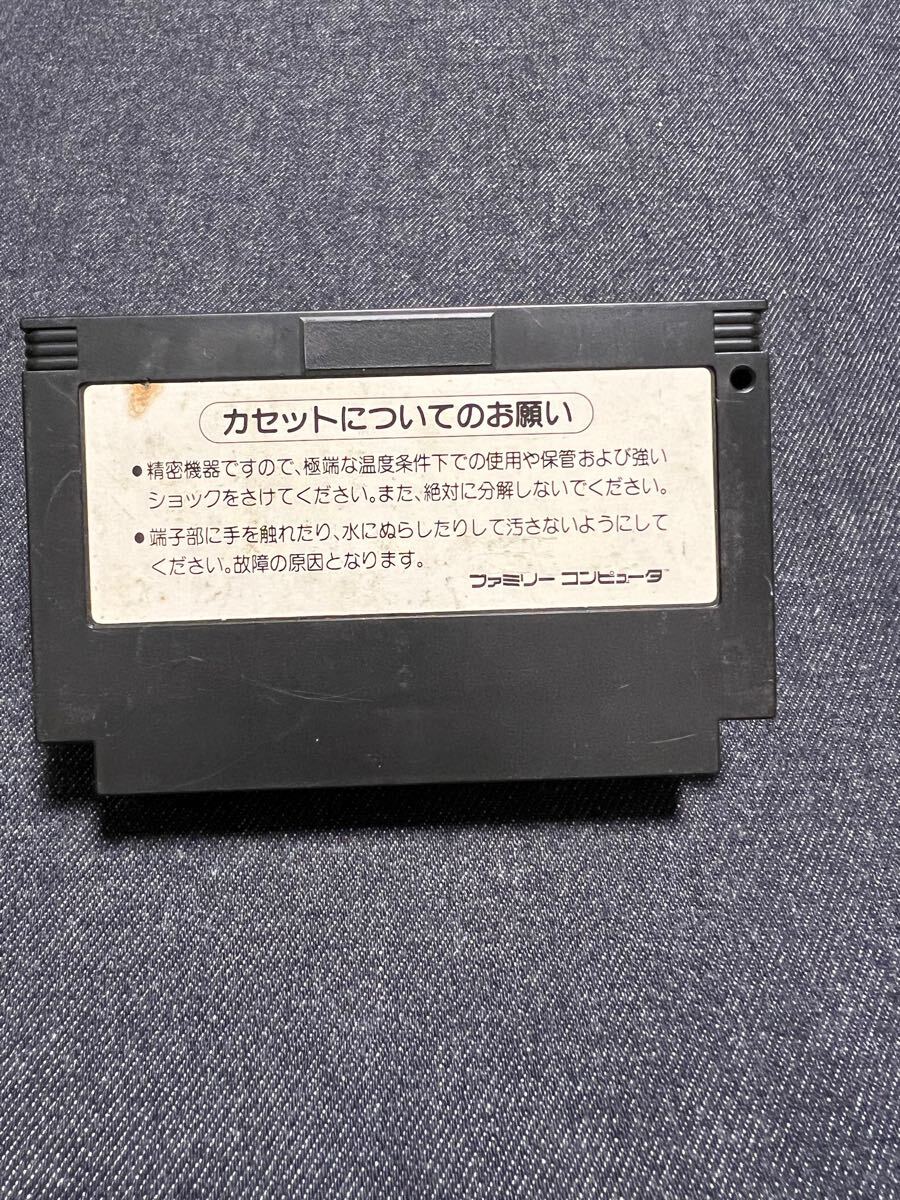 カセットについてのお願い
●精密機器ですので、極端な温度条件下での使用や保管および強い
ショックをさけてください。また、絶対に分解しないでください。
●端子部に手を触れたり、水にぬらしたりして汚さないようにして
ください。故障の原因となります。
ファミリー コンピュータ™